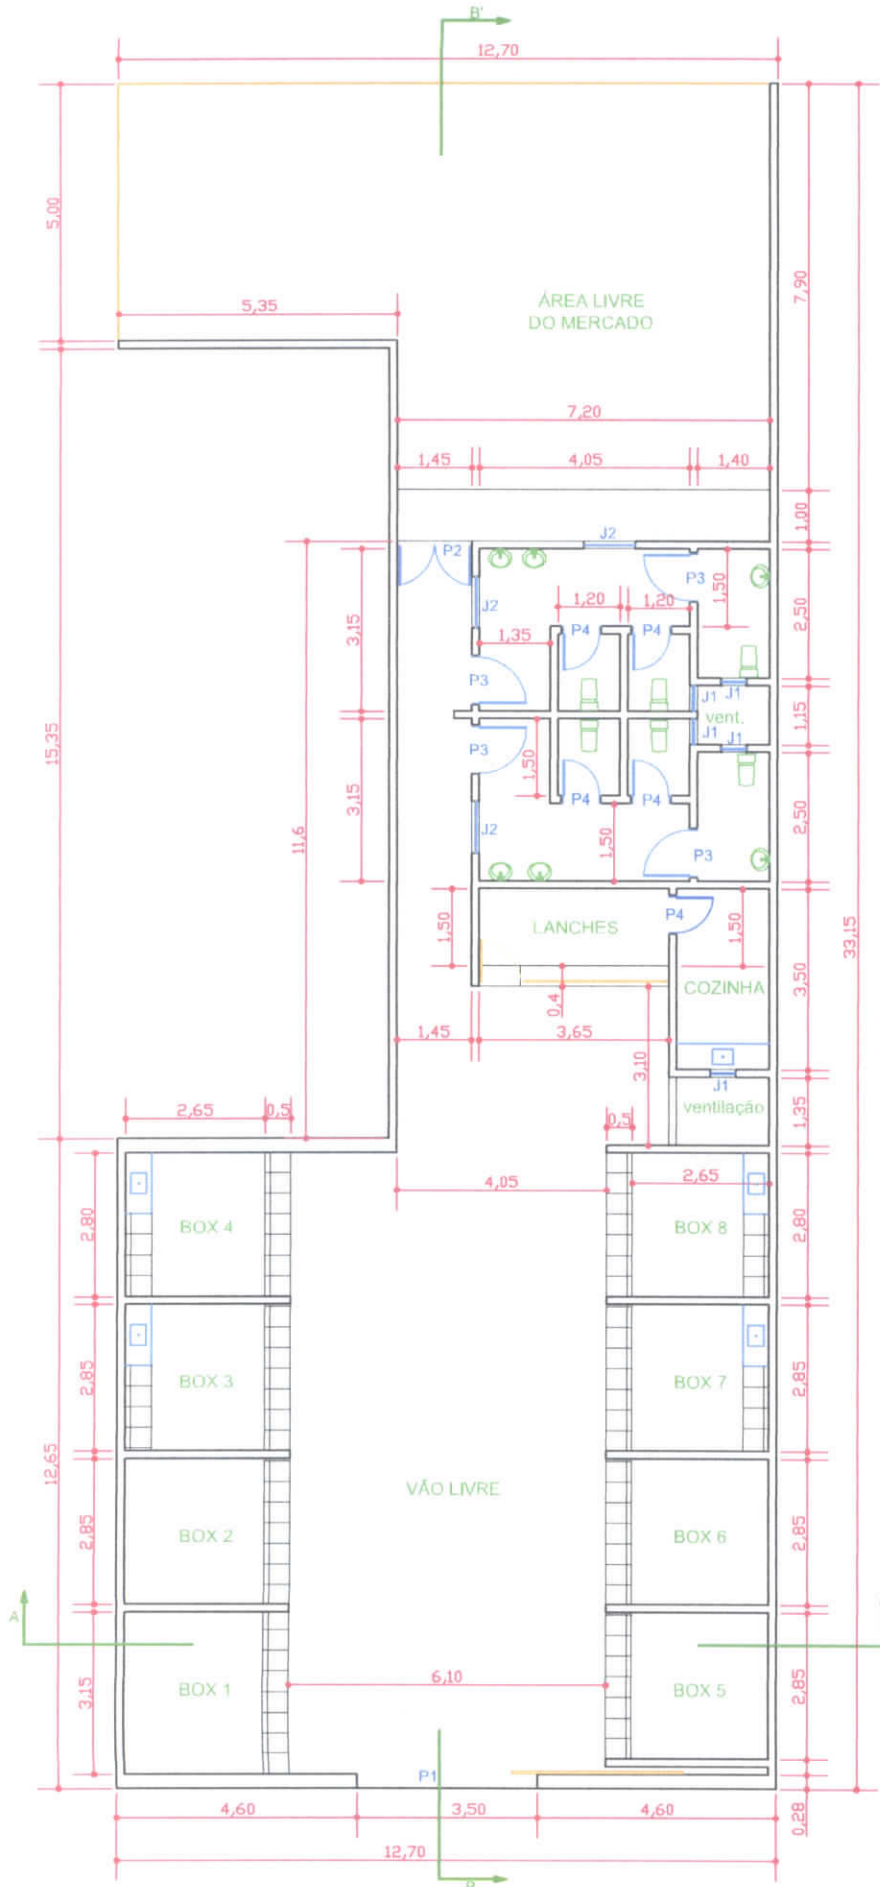 B'
12,70
5,00
7,90
5,35
ÁREA LIVRE
DO MERCADO
7,20
1,45
4,05
1,40
1,00
J2
P2
P3
1,50
2,50
J2
1,20
1,20
P4
P4
1,35
3,15
P3
J1
J1
vent.
J1
J1
1,15
15,35
P3
1,50
3,15
P4
P4
J2
1,50
P3
2,50
11,6
33,15
1,50
LANCHES
P4
1,50
COZINHA
3,50
0,4
1,45
3,65
3,10
J1
ventilação
1,35
2,65
0,5
0,5
4,05
2,65
2,80
BOX 4
BOX 8
2,80
2,85
BOX 3
BOX 7
2,85
12,65
VÃO LIVRE
2,85
BOX 2
BOX 6
2,85
A
6,10
3,15
BOX 1
BOX 5
2,85
P1
4,60
3,50
4,60
0,28
12,70